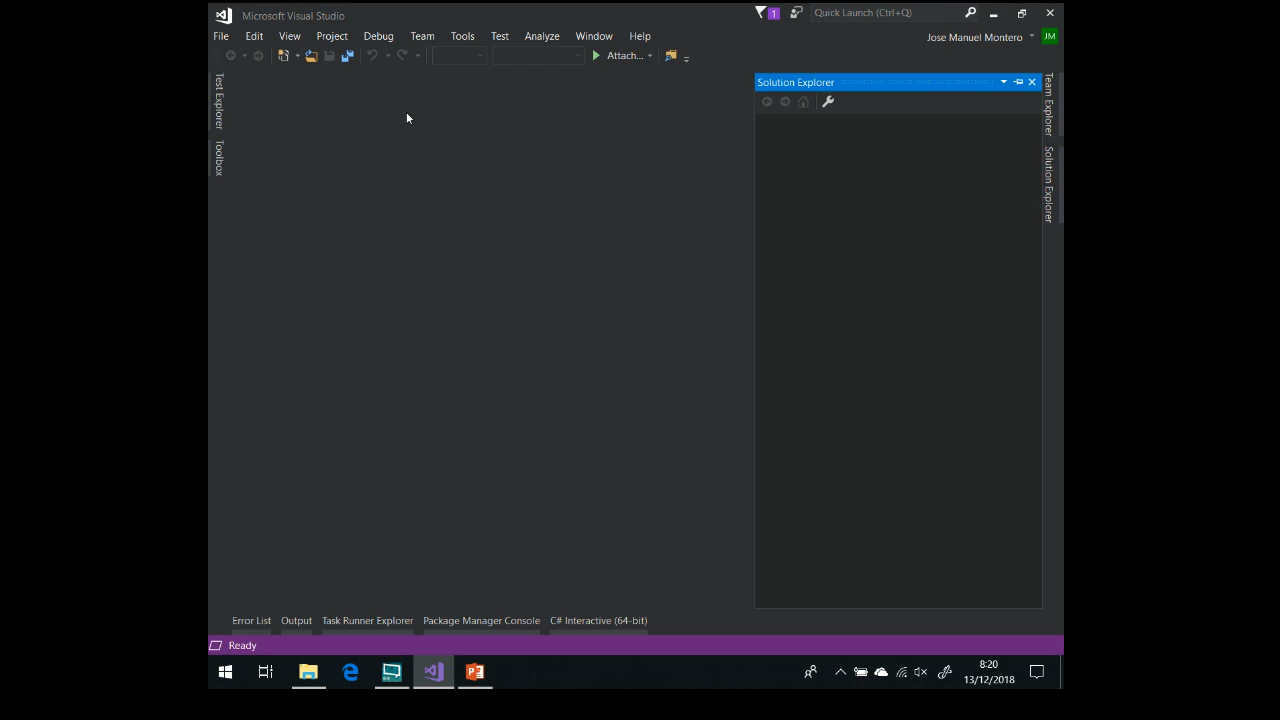 Microsoft Visual Studio
1
Quick Launch (Ctrl+Q)
File Edit View Project Debug Team Tools Test Analyze Window Help
Jose Manuel Montero
JM
Attach...
Test Explorer
Toolbox
Solution Explorer
Team Explorer
Solution Explorer
Error List Output Task Runner Explorer Package Manager Console C# Interactive (64-bit)
Ready
8:20
13/12/2018